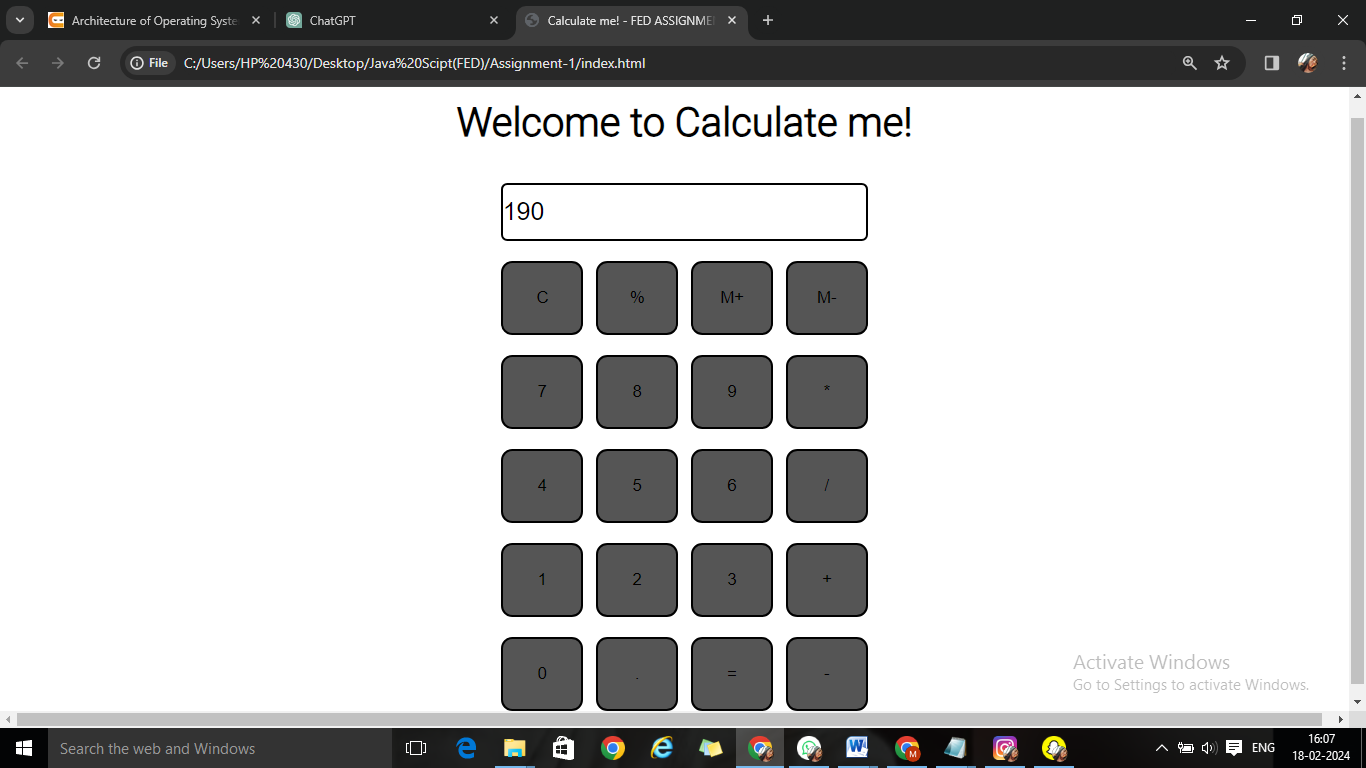 Architecture of Operating Syste
ChatGPT
Calculate me! - FED ASSIGNME
File
C:/Users/HP%20430/Desktop/Java%20Scipt(FED)/Assignment-1/index.html
Welcome to Calculate me!
190
C % M+ M-
7 8 9 *
4 5 6 /
1 2 3 +
0 . = -
Activate Windows
Go to Settings to activate Windows.
Search the web and Windows
ENG
16:07
18-02-2024